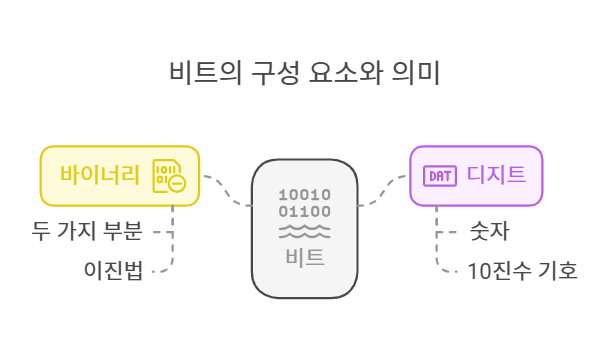 비트의 구성 요소와 의미
바이너리
1011
01
두 가지 부분
이진법
10010
01100
비트
DAT
디지트
숫자
10진수 기호